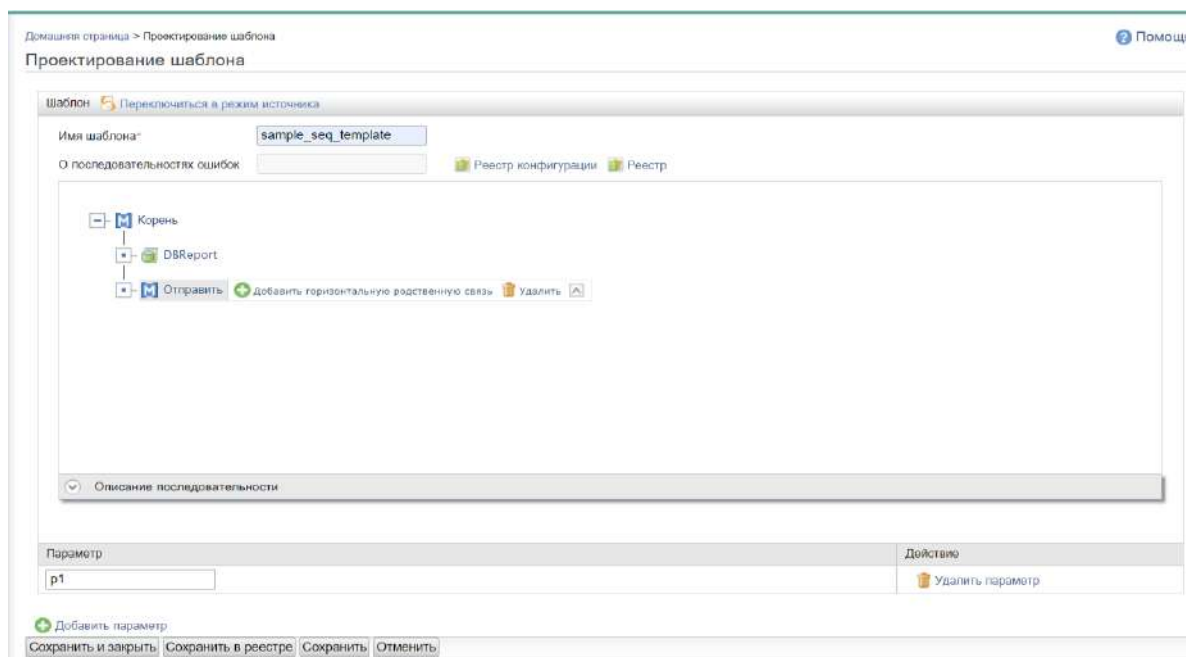 Домашняя страница > Проектирование шаблона
Помощь
Проектирование шаблона
Шаблон Переключиться в режим источника
Имя шаблона* sample_seq_template
О последовательностях ошибок Реестр конфигурации Реестр
Корень
DBReport
Отправить Добавить горизонтальную родственную связь Удалить
Описание последовательности
Параметр Действие
p1 Удалить параметр
Добавить параметр
Сохранить и закрыть Сохранить в реестре Сохранить Отменить